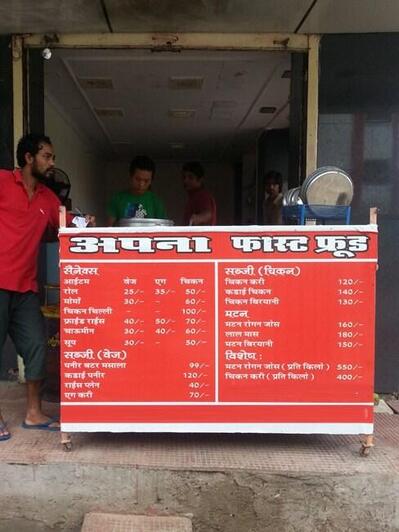 अपना फास्ट फ्रूड
सैनेक्स
आईटम वेज एग चिकन
रोल 25/- 35/- 50/-
मोमों 30/- - 60/-
चिकन चिल्ली - - 100/-
फ्राईड राईस 40/- 50/- 70/-
चाऊमीन 30/- 40/- 60/-
सूप 30/- - 50/-
सब्जी (वेज)
पनीर बटर मसाला 99/-
कडाई पनीर 120/-
राईस प्लेन 40/-
एग करी 70/-
सब्जी (चिकन)
चिकन करी 120/-
कडाई चिकन 140/-
चिकन बिरयानी 130/-
मटन
मटन रोगन जोस 160/-
लाल मास 180/-
मटन बिरयानी 150/-
विशेष :
मटन रोगन जोस ( प्रति किलो ) 550/-
चिकन करी ( प्रति किलो ) 400/-